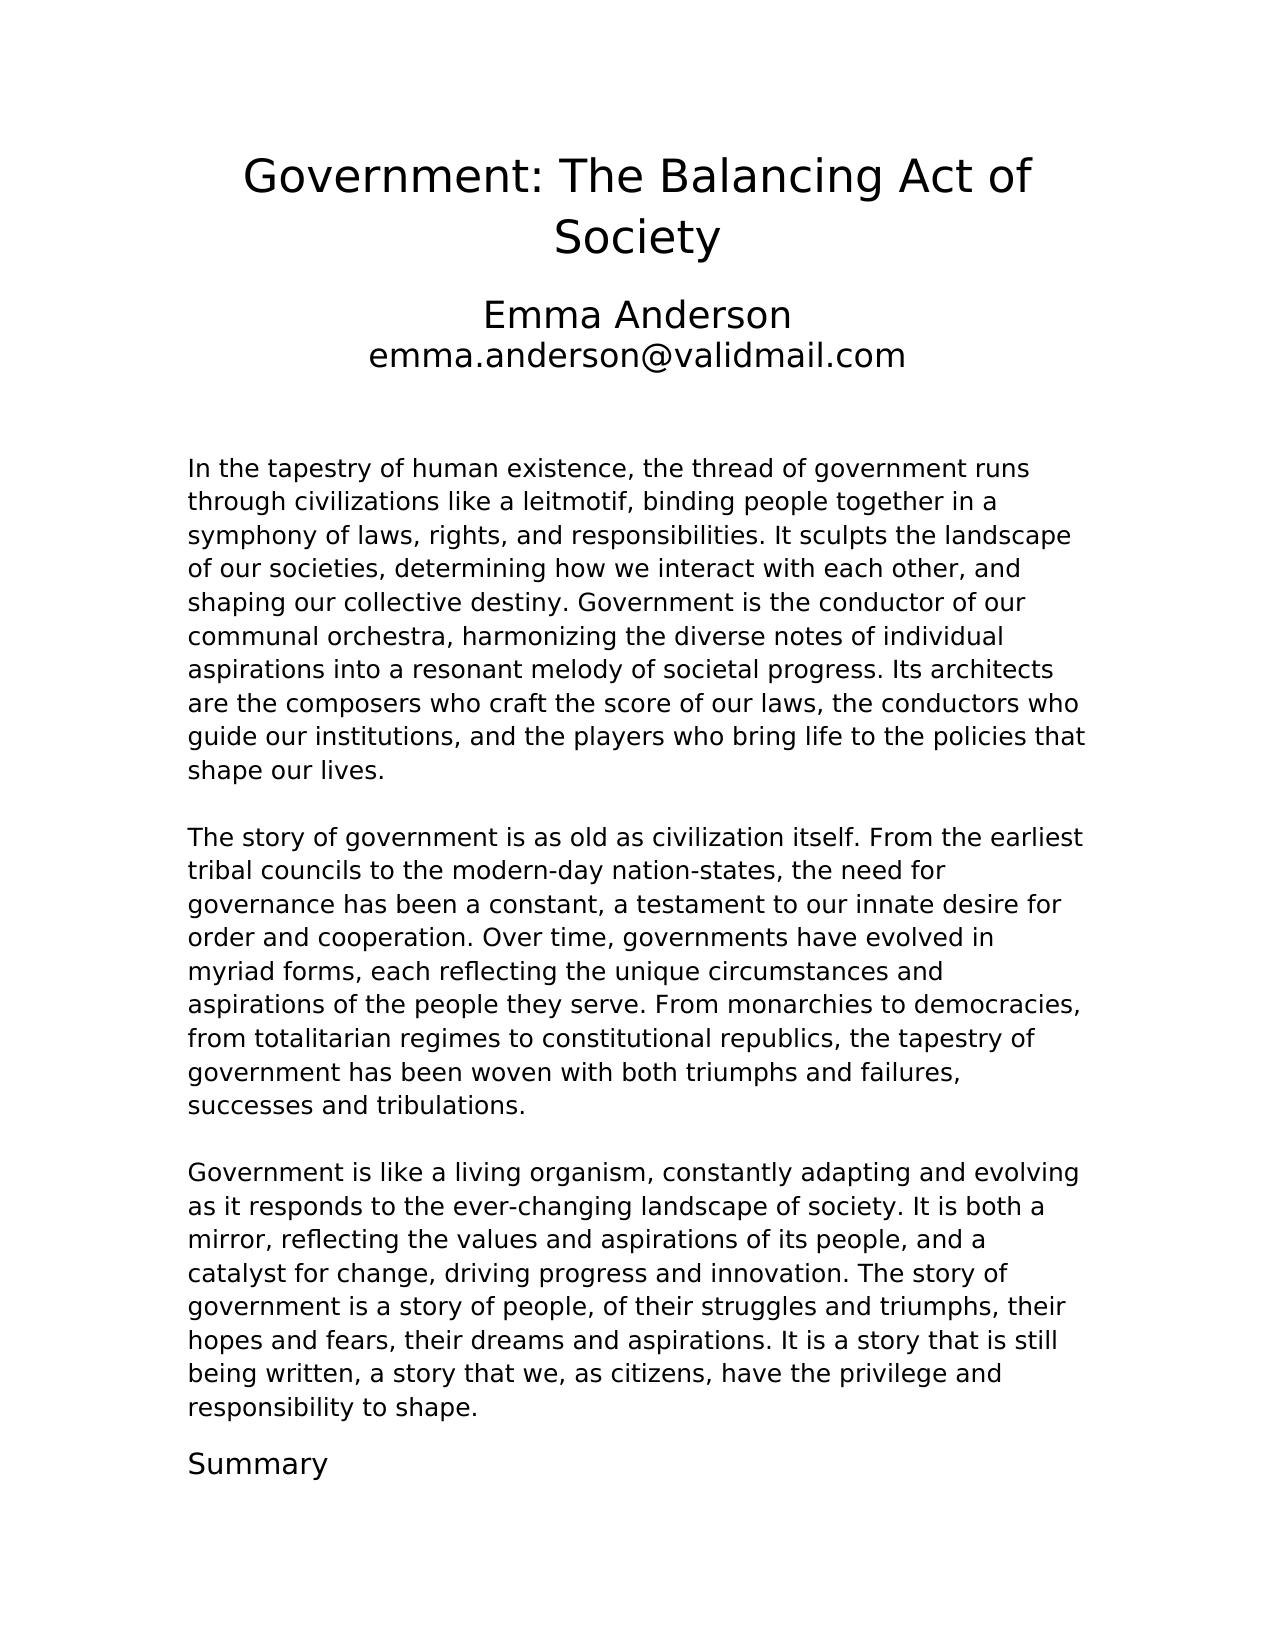 Government: The Balancing Act of
Society
Emma Anderson
emma.anderson@validmail.com
In the tapestry of human existence, the thread of government runs
through civilizations like a leitmotif, binding people together in a
symphony of laws, rights, and responsibilities. It sculpts the landscape
of our societies, determining how we interact with each other, and
shaping our collective destiny. Government is the conductor of our
communal orchestra, harmonizing the diverse notes of individual
aspirations into a resonant melody of societal progress. Its architects
are the composers who craft the score of our laws, the conductors who
guide our institutions, and the players who bring life to the policies that
shape our lives.
The story of government is as old as civilization itself. From the earliest
tribal councils to the modern-day nation-states, the need for
governance has been a constant, a testament to our innate desire for
order and cooperation. Over time, governments have evolved in
myriad forms, each reflecting the unique circumstances and
aspirations of the people they serve. From monarchies to democracies,
from totalitarian regimes to constitutional republics, the tapestry of
government has been woven with both triumphs and failures,
successes and tribulations.
Government is like a living organism, constantly adapting and evolving
as it responds to the ever-changing landscape of society. It is both a
mirror, reflecting the values and aspirations of its people, and a
catalyst for change, driving progress and innovation. The story of
government is a story of people, of their struggles and triumphs, their
hopes and fears, their dreams and aspirations. It is a story that is still
being written, a story that we, as citizens, have the privilege and
responsibility to shape.
Summary